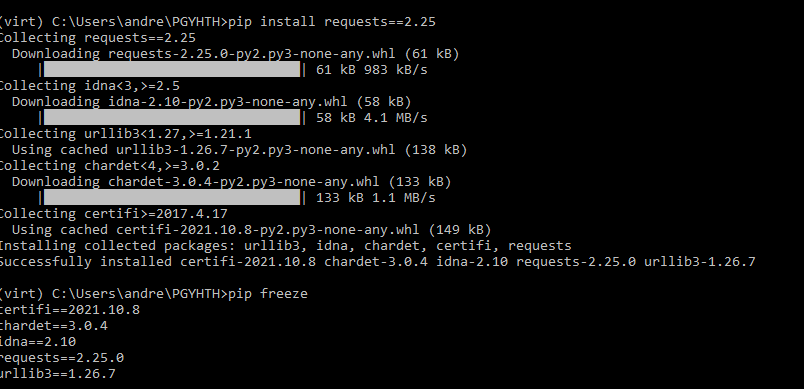 (virt) C:\Users\andre\PGYHTH>pip install requests==2.25
Collecting requests==2.25
  Downloading requests-2.25.0-py2.py3-none-any.whl (61 kB)
     |████████████████████████████████| 61 kB 983 kB/s
Collecting idna<3,>=2.5
  Downloading idna-2.10-py2.py3-none-any.whl (58 kB)
     |████████████████████████████████| 58 kB 4.1 MB/s
Collecting urllib3<1.27,>=1.21.1
  Using cached urllib3-1.26.7-py2.py3-none-any.whl (138 kB)
Collecting chardet<4,>=3.0.2
  Downloading chardet-3.0.4-py2.py3-none-any.whl (133 kB)
     |████████████████████████████████| 133 kB 1.1 MB/s
Collecting certifi>=2017.4.17
  Using cached certifi-2021.10.8-py2.py3-none-any.whl (149 kB)
Installing collected packages: urllib3, idna, chardet, certifi, requests
Successfully installed certifi-2021.10.8 chardet-3.0.4 idna-2.10 requests-2.25.0 urllib3-1.26.7
(virt) C:\Users\andre\PGYHTH>pip freeze
certifi==2021.10.8
chardet==3.0.4
idna==2.10
requests==2.25.0
urllib3==1.26.7